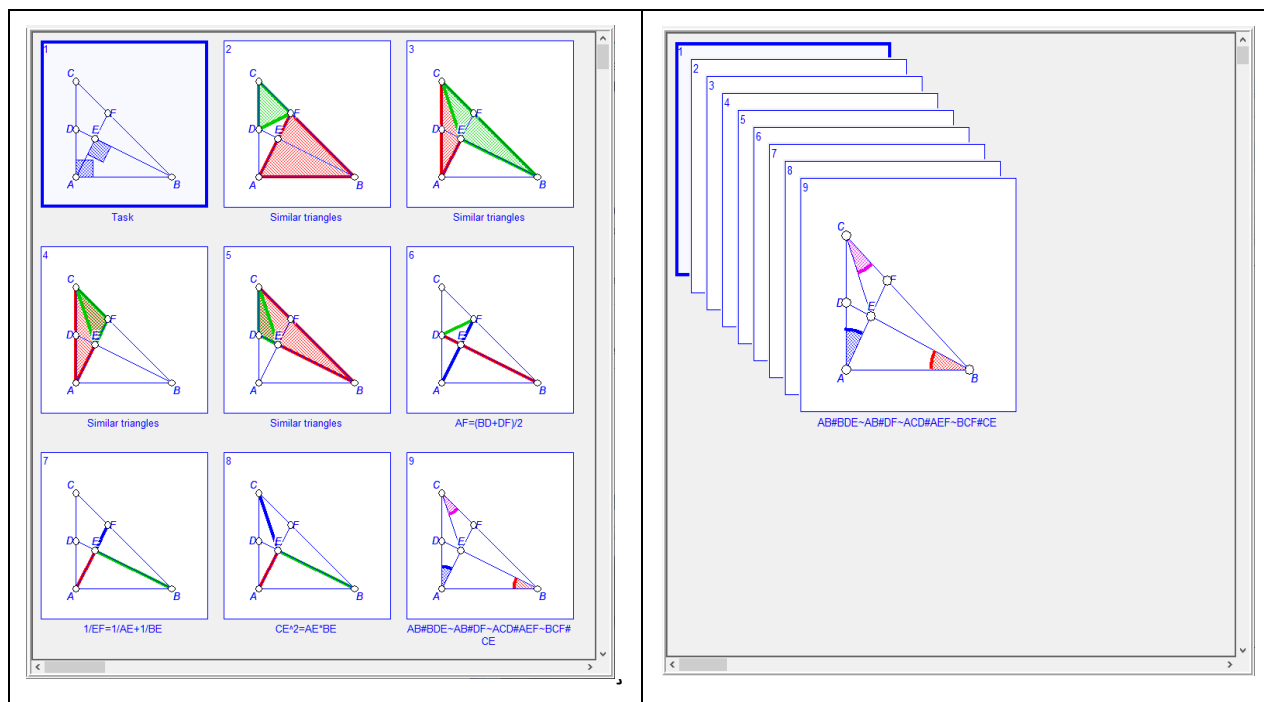 1
C
F
D
E
A
B
Task
2
C
F
D
E
A
B
Similar triangles
3
C
F
D
E
A
B
Similar triangles
4
C
F
D
E
A
B
Similar triangles
5
C
F
D
E
A
B
Similar triangles
6
C
F
D
E
A
B
AF=(BD+DF)/2
7
C
F
D
E
A
B
1/EF=1/AE+1/BE
8
C
F
D
E
A
B
CE^2=AE*BE
9
C
F
D
E
A
B
AB#BDE~AB#DF~ACD#AEF~BCF#
CE
1
2
3
4
5
6
7
8
9
C
F
D
E
A
B
AB#BDE~AB#DF~ACD#AEF~BCF#CE